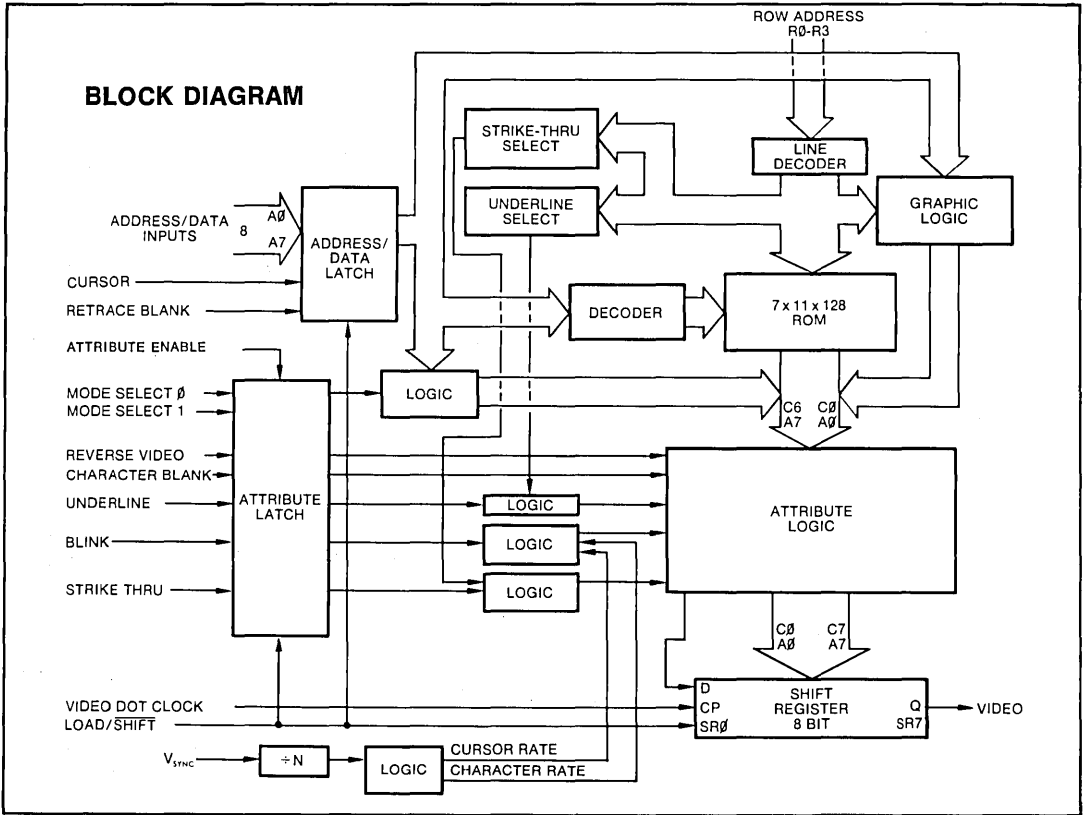 ROW ADDRESS
RØ-R3
BLOCK DIAGRAM
STRIKE-THRU
SELECT
LINE
DECODER
UNDERLINE
SELECT
GRAPHIC
LOGIC
ADDRESS/DATA
INPUTS
8
AØ
A7
ADDRESS/
DATA
LATCH
CURSOR
RETRACE BLANK
DECODER
7 x 11 x 128
ROM
ATTRIBUTE ENABLE
MODE SELECT Ø
MODE SELECT 1
LOGIC
C6
A7
CØ
AØ
REVERSE VIDEO
CHARACTER BLANK
UNDERLINE
BLINK
STRIKE THRU
ATTRIBUTE
LATCH
LOGIC
LOGIC
LOGIC
ATTRIBUTE
LOGIC
CØ
AØ
C7
A7
VIDEO DOT CLOCK
LOAD/SHIFT
D
CP
SRØ
SHIFT
REGISTER
8 BIT
Q
SR7
VIDEO
VSYNC
÷N
LOGIC
CURSOR RATE
CHARACTER RATE